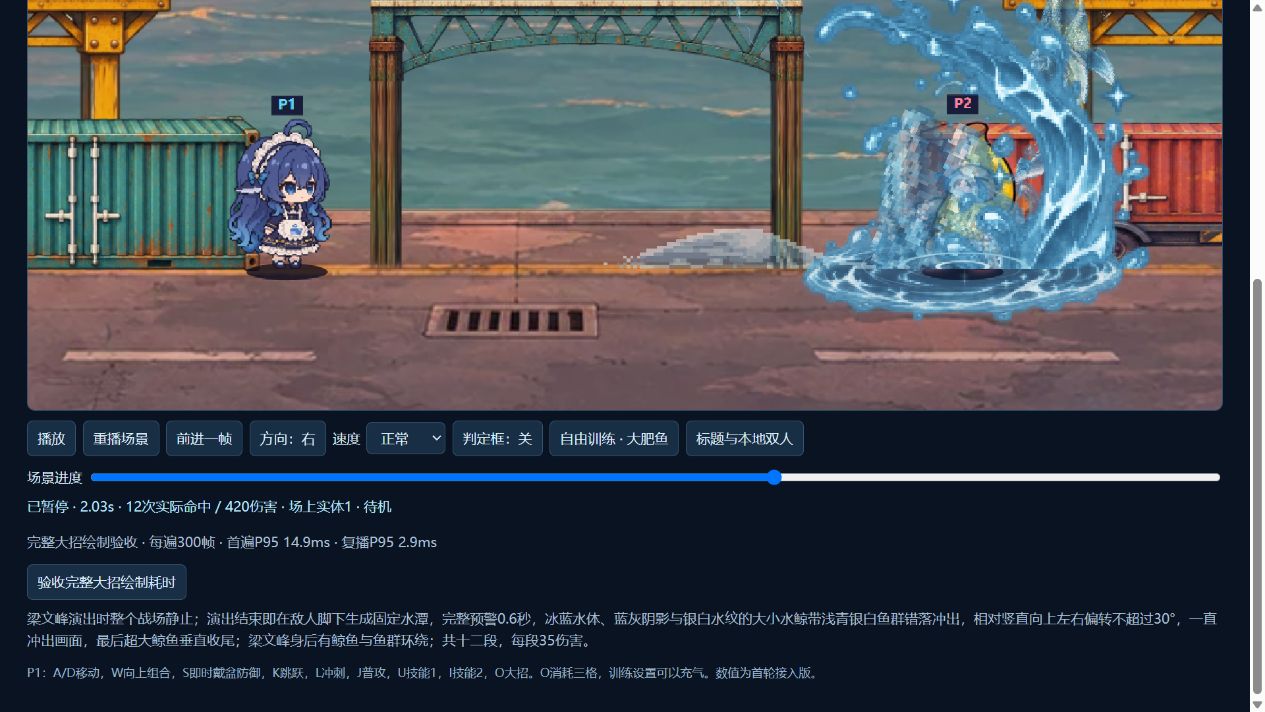 P1
P2
播放 重播场景 前进一帧 方向：右 速度 正常 判定框：关 自由训练 · 大肥鱼 标题与本地双人
场景进度
已暂停 · 2.03s · 12次实际命中 / 420伤害 · 场上实体1 · 待机
完整大招绘制验收 · 每遍300帧 · 首遍P95 14.9ms · 复播P95 2.9ms
验收完整大招绘制耗时
梁文峰演出时整个战场静止；演出结束即在敌人脚下生成固定水潭，完整预警0.6秒，冰蓝水体、蓝灰阴影与银白水纹的大小水鲸带浅青银白鱼群错落冲出，相对竖直向上左右偏转不超过30°，一直
冲出画面，最后超大鲸鱼垂直收尾；梁文峰身后有鲸鱼与鱼群环绕；共十二段，每段35伤害。
P1：A/D移动，W向上组合，S即时戴盆防御，K跳跃，L冲刺，J普攻，U技能1，I技能2，O大招。O消耗三格，训练设置可以充气。数值为首轮接入版。